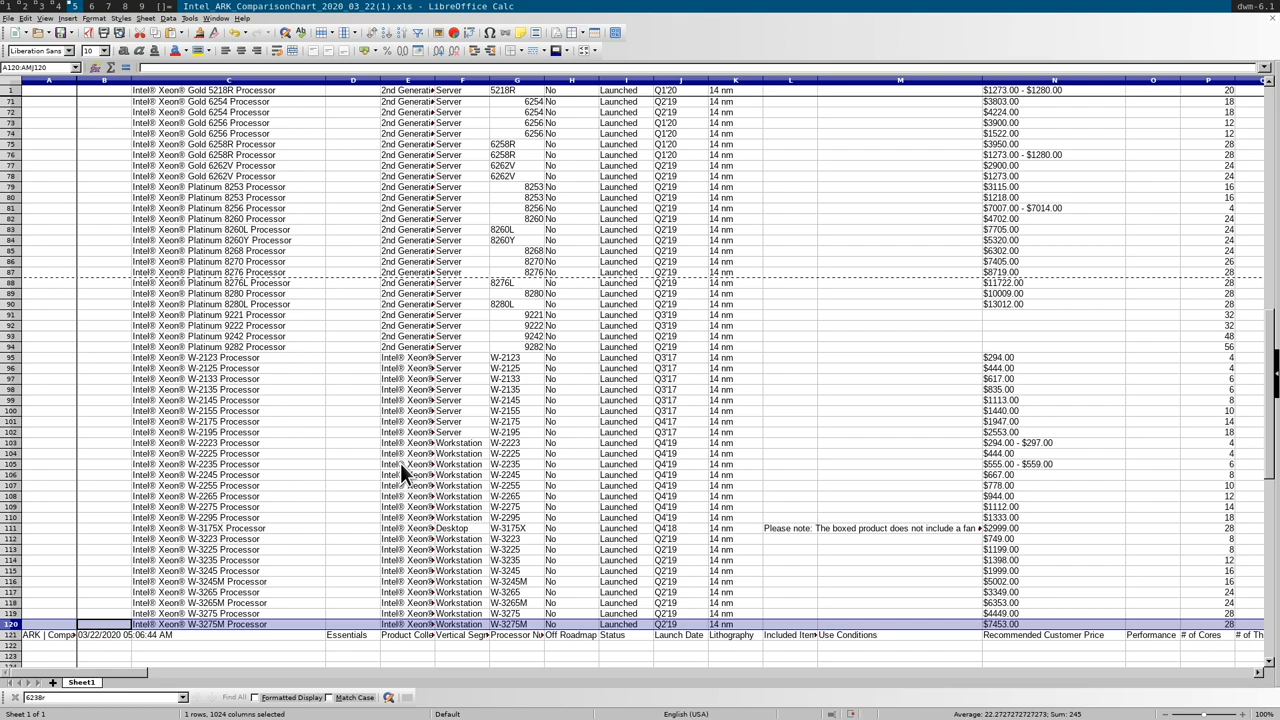 1 2 3 4 5 6 7 8 9 []= Intel_ARK_ComparisonChart_2020_03_22(1).xls - LibreOffice Calc dwm-6.1
File Edit View Insert Format Styles Sheet Data Tools Window Help
Liberation Sans 10
A120:AMJ120
A B C D E F G H I J K L M N O P
1 Intel® Xeon® Gold 5218R Processor 2nd Generati Server 5218R No Launched Q1'20 14 nm $1273.00 - $1280.00 20
71 Intel® Xeon® Gold 6254 Processor 2nd Generati Server 6254 No Launched Q2'19 14 nm $3803.00 18
72 Intel® Xeon® Gold 6254 Processor 2nd Generati Server 6254 No Launched Q2'19 14 nm $4224.00 18
73 Intel® Xeon® Gold 6256 Processor 2nd Generati Server 6256 No Launched Q1'20 14 nm $3900.00 12
74 Intel® Xeon® Gold 6256 Processor 2nd Generati Server 6256 No Launched Q1'20 14 nm $1522.00 12
75 Intel® Xeon® Gold 6258R Processor 2nd Generati Server 6258R No Launched Q1'20 14 nm $3950.00 28
76 Intel® Xeon® Gold 6258R Processor 2nd Generati Server 6258R No Launched Q1'20 14 nm $1273.00 - $1280.00 28
77 Intel® Xeon® Gold 6262V Processor 2nd Generati Server 6262V No Launched Q2'19 14 nm $2900.00 24
78 Intel® Xeon® Gold 6262V Processor 2nd Generati Server 6262V No Launched Q2'19 14 nm $1273.00 24
79 Intel® Xeon® Platinum 8253 Processor 2nd Generati Server 8253 No Launched Q2'19 14 nm $3115.00 16
80 Intel® Xeon® Platinum 8253 Processor 2nd Generati Server 8253 No Launched Q2'19 14 nm $1218.00 16
81 Intel® Xeon® Platinum 8256 Processor 2nd Generati Server 8256 No Launched Q2'19 14 nm $7007.00 - $7014.00 4
82 Intel® Xeon® Platinum 8260 Processor 2nd Generati Server 8260 No Launched Q2'19 14 nm $4702.00 24
83 Intel® Xeon® Platinum 8260L Processor 2nd Generati Server 8260L No Launched Q2'19 14 nm $7705.00 24
84 Intel® Xeon® Platinum 8260Y Processor 2nd Generati Server 8260Y No Launched Q2'19 14 nm $5320.00 24
85 Intel® Xeon® Platinum 8268 Processor 2nd Generati Server 8268 No Launched Q2'19 14 nm $6302.00 24
86 Intel® Xeon® Platinum 8270 Processor 2nd Generati Server 8270 No Launched Q2'19 14 nm $7405.00 26
87 Intel® Xeon® Platinum 8276 Processor 2nd Generati Server 8276 No Launched Q2'19 14 nm $8719.00 28
88 Intel® Xeon® Platinum 8276L Processor 2nd Generati Server 8276L No Launched Q2'19 14 nm $11722.00 28
89 Intel® Xeon® Platinum 8280 Processor 2nd Generati Server 8280 No Launched Q2'19 14 nm $10009.00 28
90 Intel® Xeon® Platinum 8280L Processor 2nd Generati Server 8280L No Launched Q2'19 14 nm $13012.00 28
91 Intel® Xeon® Platinum 9221 Processor 2nd Generati Server 9221 No Launched Q3'19 14 nm 32
92 Intel® Xeon® Platinum 9222 Processor 2nd Generati Server 9222 No Launched Q3'19 14 nm 32
93 Intel® Xeon® Platinum 9242 Processor 2nd Generati Server 9242 No Launched Q2'19 14 nm 48
94 Intel® Xeon® Platinum 9282 Processor 2nd Generati Server 9282 No Launched Q2'19 14 nm 56
95 Intel® Xeon® W-2123 Processor Intel® Xeon® Server W-2123 No Launched Q3'17 14 nm $294.00 4
96 Intel® Xeon® W-2125 Processor Intel® Xeon® Server W-2125 No Launched Q3'17 14 nm $444.00 4
97 Intel® Xeon® W-2133 Processor Intel® Xeon® Server W-2133 No Launched Q3'17 14 nm $617.00 6
98 Intel® Xeon® W-2135 Processor Intel® Xeon® Server W-2135 No Launched Q3'17 14 nm $835.00 6
99 Intel® Xeon® W-2145 Processor Intel® Xeon® Server W-2145 No Launched Q3'17 14 nm $1113.00 8
100 Intel® Xeon® W-2155 Processor Intel® Xeon® Server W-2155 No Launched Q3'17 14 nm $1440.00 10
101 Intel® Xeon® W-2175 Processor Intel® Xeon® Server W-2175 No Launched Q4'17 14 nm $1947.00 14
102 Intel® Xeon® W-2195 Processor Intel® Xeon® Server W-2195 No Launched Q3'17 14 nm $2553.00 18
103 Intel® Xeon® W-2223 Processor Intel® Xeon® Workstation W-2223 No Launched Q4'19 14 nm $294.00 - $297.00 4
104 Intel® Xeon® W-2225 Processor Intel® Xeon® Workstation W-2225 No Launched Q4'19 14 nm $444.00 4
105 Intel® Xeon® W-2235 Processor Intel® Xeon® Workstation W-2235 No Launched Q4'19 14 nm $555.00 - $559.00 6
106 Intel® Xeon® W-2245 Processor Intel® Xeon® Workstation W-2245 No Launched Q4'19 14 nm $667.00 8
107 Intel® Xeon® W-2255 Processor Intel® Xeon® Workstation W-2255 No Launched Q4'19 14 nm $778.00 10
108 Intel® Xeon® W-2265 Processor Intel® Xeon® Workstation W-2265 No Launched Q4'19 14 nm $944.00 12
109 Intel® Xeon® W-2275 Processor Intel® Xeon® Workstation W-2275 No Launched Q4'19 14 nm $1112.00 14
110 Intel® Xeon® W-2295 Processor Intel® Xeon® Workstation W-2295 No Launched Q4'19 14 nm $1333.00 18
111 Intel® Xeon® W-3175X Processor Intel® Xeon® Desktop W-3175X No Launched Q4'18 14 nm Please note: The boxed product does not include a fan $2999.00 28
112 Intel® Xeon® W-3223 Processor Intel® Xeon® Workstation W-3223 No Launched Q2'19 14 nm $749.00 8
113 Intel® Xeon® W-3225 Processor Intel® Xeon® Workstation W-3225 No Launched Q2'19 14 nm $1199.00 8
114 Intel® Xeon® W-3235 Processor Intel® Xeon® Workstation W-3235 No Launched Q2'19 14 nm $1398.00 12
115 Intel® Xeon® W-3245 Processor Intel® Xeon® Workstation W-3245 No Launched Q2'19 14 nm $1999.00 16
116 Intel® Xeon® W-3245M Processor Intel® Xeon® Workstation W-3245M No Launched Q2'19 14 nm $5002.00 16
117 Intel® Xeon® W-3265 Processor Intel® Xeon® Workstation W-3265 No Launched Q2'19 14 nm $3349.00 24
118 Intel® Xeon® W-3265M Processor Intel® Xeon® Workstation W-3265M No Launched Q2'19 14 nm $6353.00 24
119 Intel® Xeon® W-3275 Processor Intel® Xeon® Workstation W-3275 No Launched Q2'19 14 nm $4449.00 28
120 Intel® Xeon® W-3275M Processor Intel® Xeon® Workstation W-3275M No Launched Q2'19 14 nm $7453.00 28
121 ARK | Compa 03/22/2020 05:06:44 AM Essentials Product Colle Vertical Segr Processor Nu Off Roadmap Status Launch Date Lithography Included Item Use Conditions Recommended Customer Price Performance # of Cores # of Th
122
123
Sheet1
6238r Find All Formatted Display Match Case
Sheet 1 of 1 1 rows, 1024 columns selected Default English (USA) Average: 22.2727272727273; Sum: 245 100%